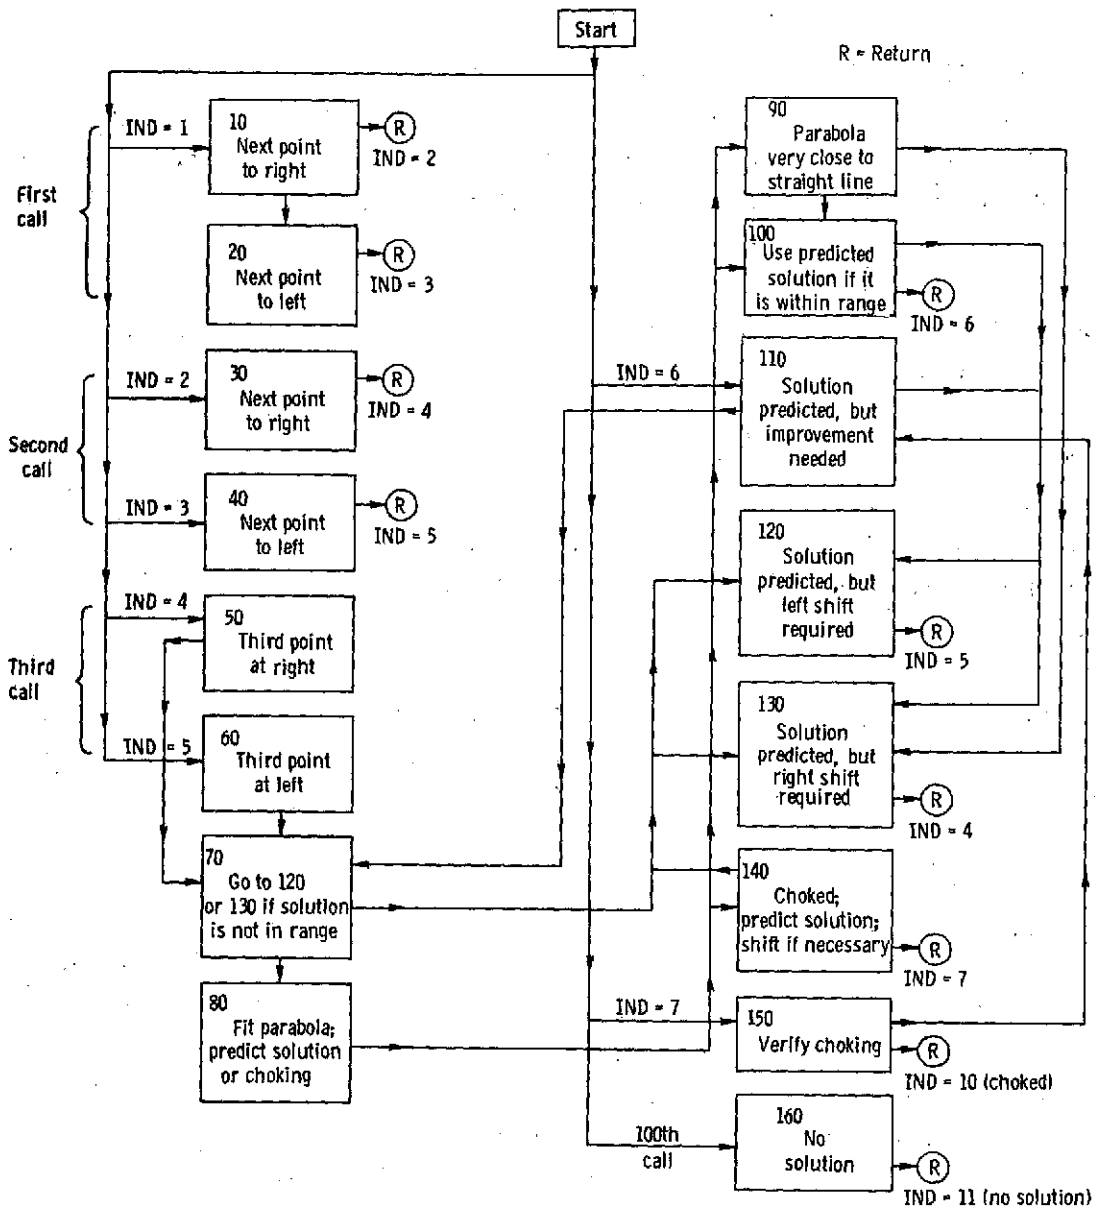 Start
R = Return
First
call
IND = 1
10
Next point
to right
R
IND = 2
20
Next point
to left
R
IND = 3
Second
call
IND = 2
30
Next point
to right
R
IND = 4
IND = 3
40
Next point
to left
R
IND = 5
Third
call
IND = 4
50
Third point
at right
IND = 5
60
Third point
at left
70
Go to 120
or 130 if solution
is not in range
80
Fit parabola;
predict solution
or choking
90
Parabola
very close to
straight line
100
Use predicted
solution if it
is within range
R
IND = 6
IND = 6
110
Solution
predicted, but
improvement
needed
120
Solution
predicted, but
left shift
required
R
IND = 5
130
Solution
predicted, but
right shift
required
R
IND = 4
140
Choked;
predict solution;
shift if necessary
R
IND = 7
IND = 7
150
Verify choking
R
IND = 10 (choked)
100th
call
160
No
solution
R
IND = 11 (no solution)